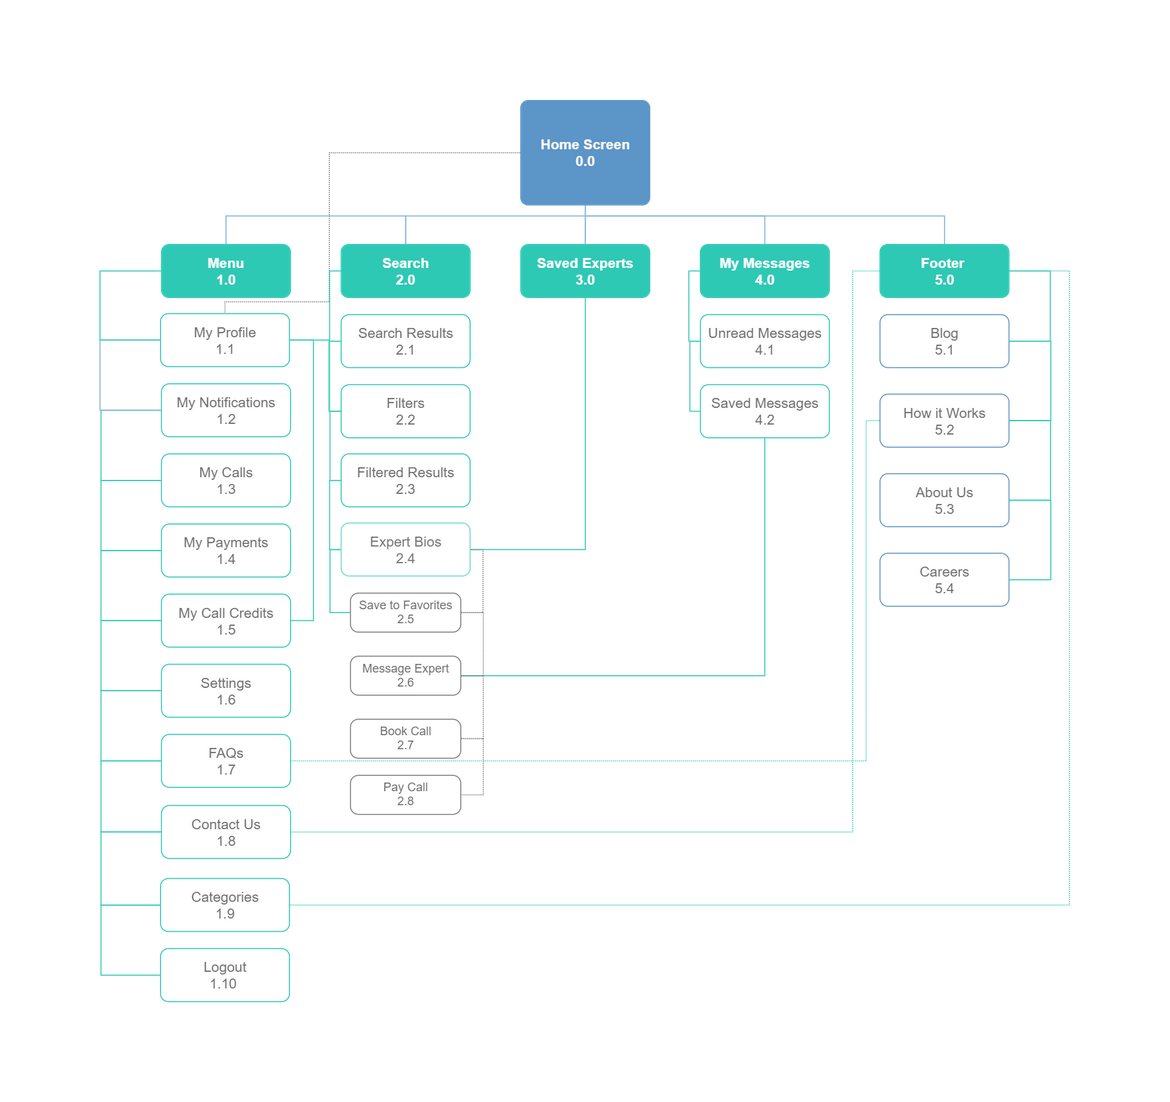 Home Screen
0.0
Menu
1.0
Search
2.0
Saved Experts
3.0
My Messages
4.0
Footer
5.0
My Profile
1.1
My Notifications
1.2
My Calls
1.3
My Payments
1.4
My Call Credits
1.5
Settings
1.6
FAQs
1.7
Contact Us
1.8
Categories
1.9
Logout
1.10
Search Results
2.1
Filters
2.2
Filtered Results
2.3
Expert Bios
2.4
Save to Favorites
2.5
Message Expert
2.6
Book Call
2.7
Pay Call
2.8
Unread Messages
4.1
Saved Messages
4.2
Blog
5.1
How it Works
5.2
About Us
5.3
Careers
5.4